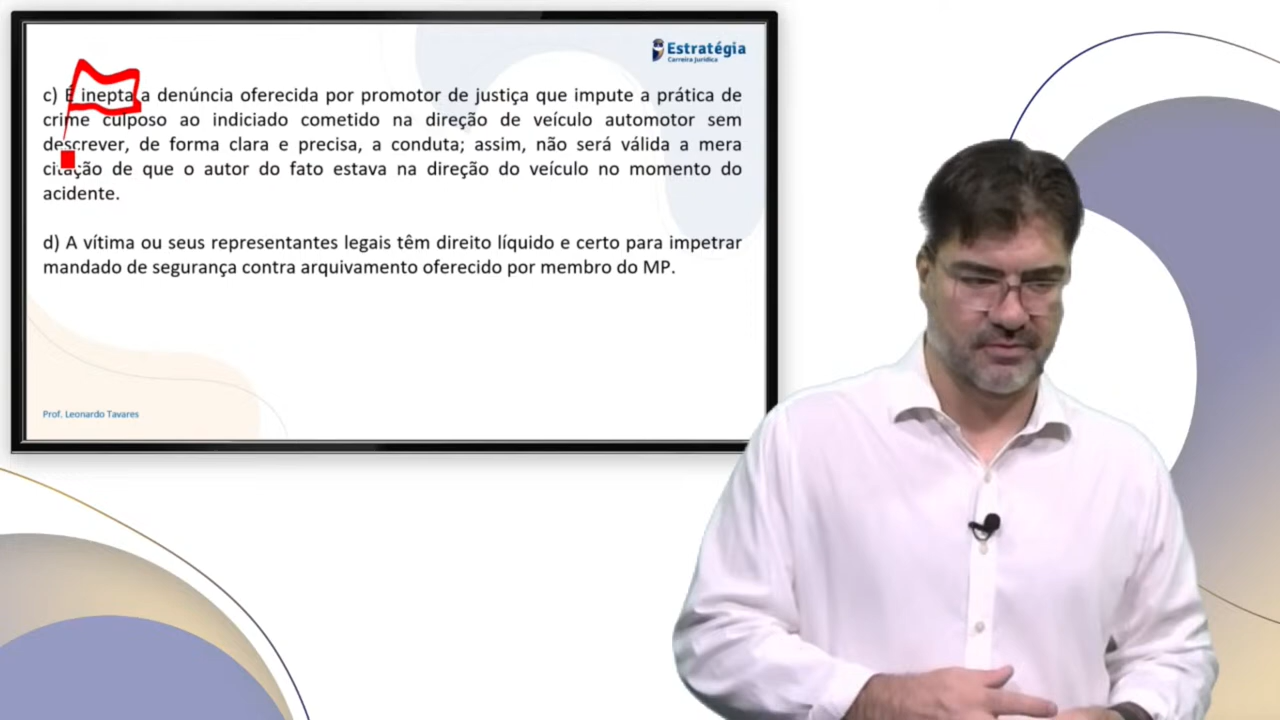 Estratégia
Carreira Jurídica
c) É inepta a denúncia oferecida por promotor de justiça que impute a prática de
crime culposo ao indiciado cometido na direção de veículo automotor sem
descrever, de forma clara e precisa, a conduta; assim, não será válida a mera
citação de que o autor do fato estava na direção do veículo no momento do
acidente.
d) A vítima ou seus representantes legais têm direito líquido e certo para impetrar
mandado de segurança contra arquivamento oferecido por membro do MP.
Prof. Leonardo Tavares